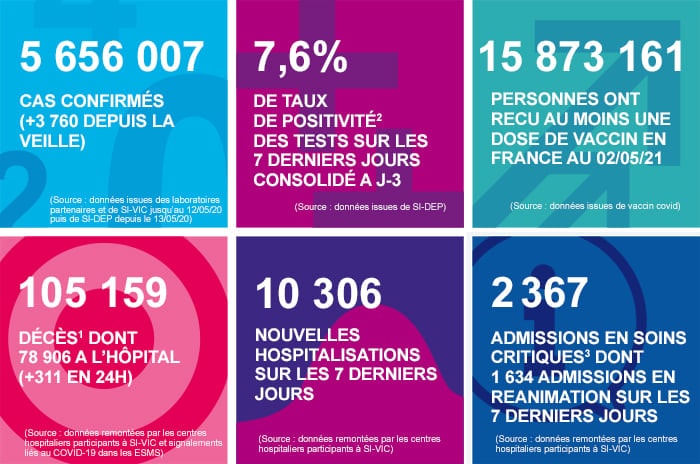 5 656 007
CAS CONFIRMÉS
(+3 760 DEPUIS LA
VEILLE)
(Source : données issues des laboratoires
partenaires et de SI-VIC jusqu'au 12/05/20
puis de SI-DEP depuis le 13/05/20)
7,6%
DE TAUX
DE POSITIVITÉ²
DES TESTS SUR LES
7 DERNIERS JOURS
CONSOLIDÉ A J-3
(Source : données issues de SI-DEP)
15 873 161
PERSONNES ONT
RECU AU MOINS UNE
DOSE DE VACCIN EN
FRANCE AU 02/05/21
(Source : données issues de vaccin covid)
105 159
DÉCÈS¹ DONT
78 906 A L'HÔPITAL
(+311 EN 24H)
(Source : données remontées par les centres
hospitaliers participants à SI-VIC et signalements
liés au COVID-19 dans les ESMS)
10 306
NOUVELLES
HOSPITALISATIONS
SUR LES 7 DERNIERS
JOURS
(Source : données remontées par les centres
hospitaliers participants à SI-VIC)
2 367
ADMISSIONS EN SOINS
CRITIQUES³ DONT
1 634 ADMISSIONS EN
REANIMATION SUR LES
7 DERNIERS JOURS
(Source : données remontées par les centres
hospitaliers participants à SI-VIC)